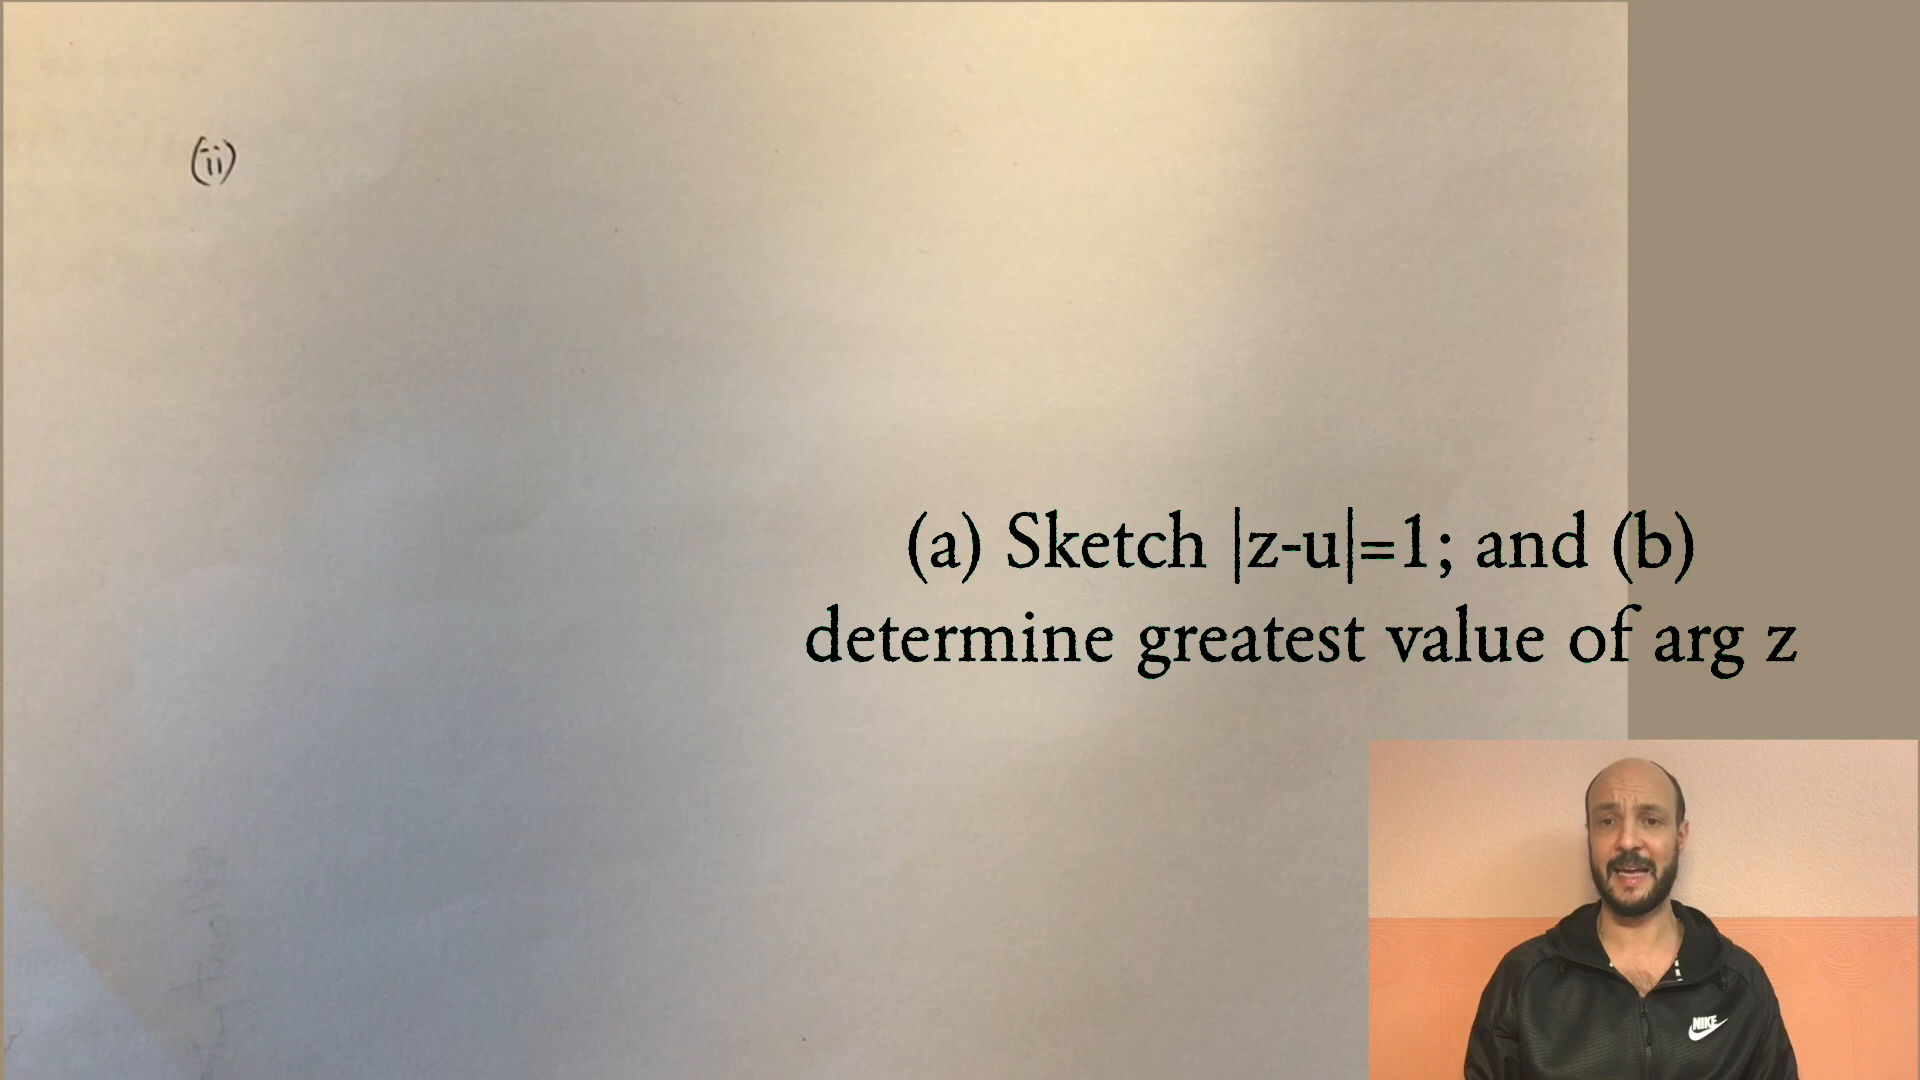 (ii)
(a) Sketch |z-u|=1; and (b)
determine greatest value of arg z
NIKE